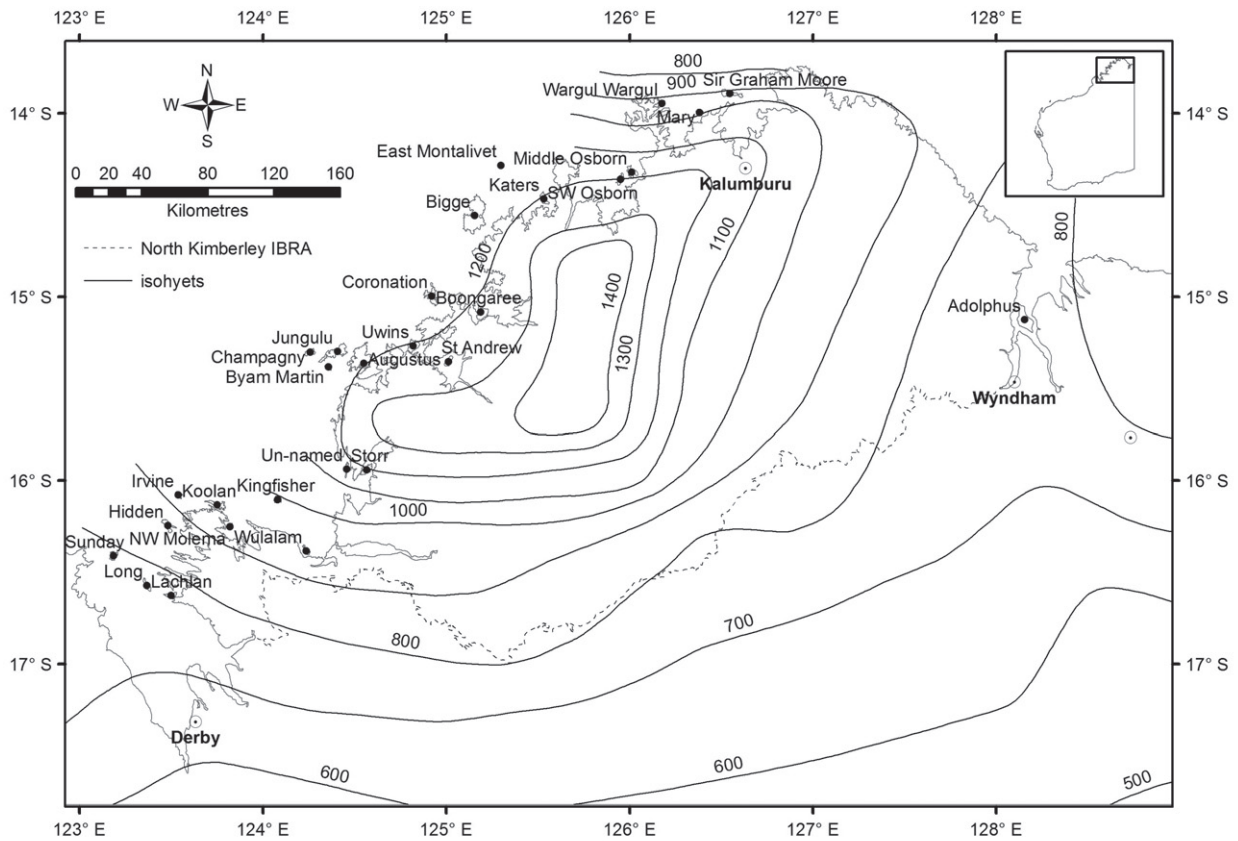 123° E 124° E 125° E 126° E 127° E 128° E
N
W E
S
0 20 40 80 120 160
Kilometres
North Kimberley IBRA
isohyets
14° S 14° S
15° S 15° S
16° S 16° S
17° S 17° S
800
900
Sir Graham Moore
Wargul Wargul
Mary
East Montalivet
Middle Osborn
Kalumburu
Katers
SW Osborn
Bigge
1100
800
1200
Coronation
Boongaree
1400
Adolphus
Jungulu
Uwins
Champagny
Augustus
St Andrew
1300
Byam Martin
Wyndham
Un-named
Storr
Irvine
Koolan
Kingfisher
1000
Hidden
Sunday
NW Molema
Wulalam
Long
Lachlan
800
700
Derby
600
600
500
123° E 124° E 125° E 126° E 127° E 128° E